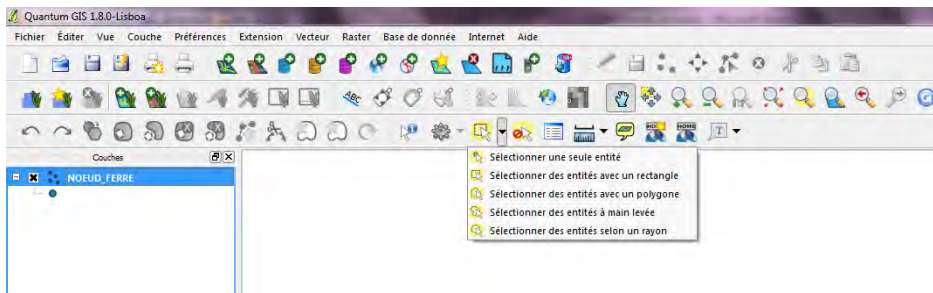 Quantum GIS 1.8.0-Lisboa
Fichier Éditer Vue Couche Préférences Extension Vecteur Raster Base de donnée Internet Aide
ABC
Couches
NOEUD_FERRE
Sélectionner une seule entité
Sélectionner des entités avec un rectangle
Sélectionner des entités avec un polygone
Sélectionner des entités à main levée
Sélectionner des entités selon un rayon